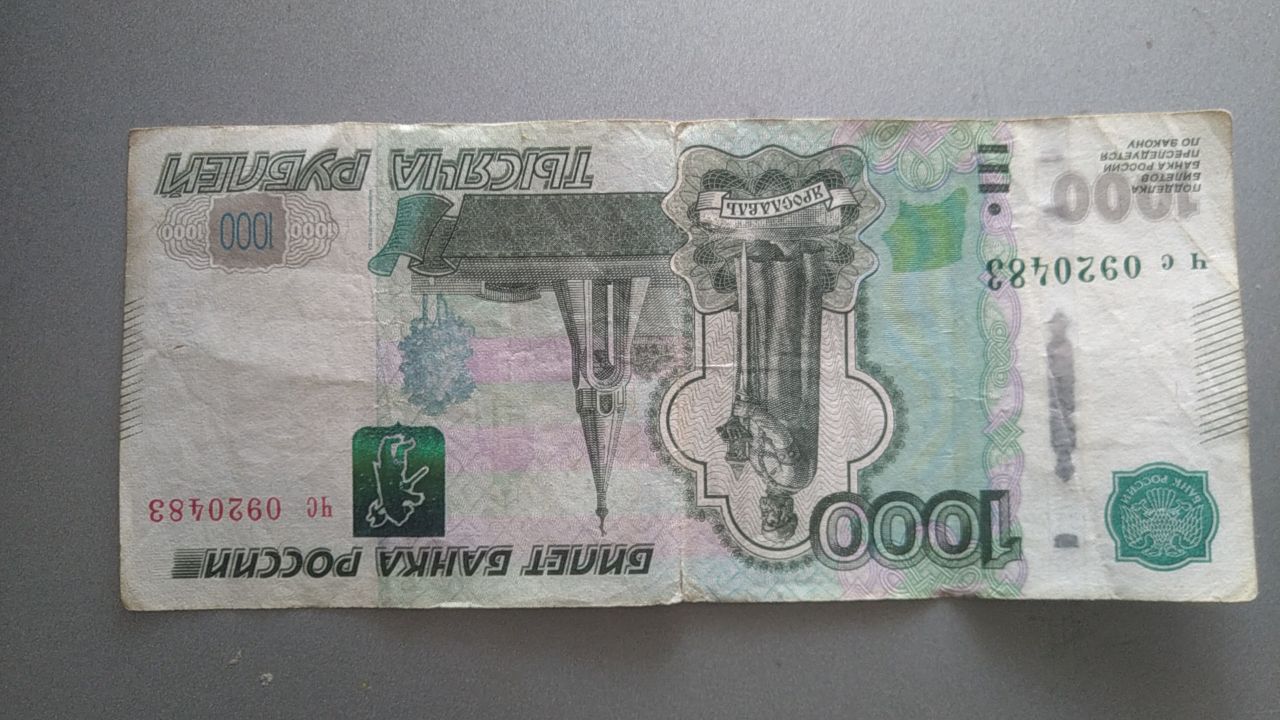 БАНК РОССИИ
1000
БИЛЕТ БАНКА РОССИИ
чс 0920483
Чс 0920483
ЯРОСЛАВЛЬ
1000
ПОДДЕЛКА
БИЛЕТОВ
БАНКА РОССИИ
ПРЕСЛЕДУЕТСЯ
ПО ЗАКОНУ
1000 1000 1000
ТЫСЯЧА РУБЛЕЙ